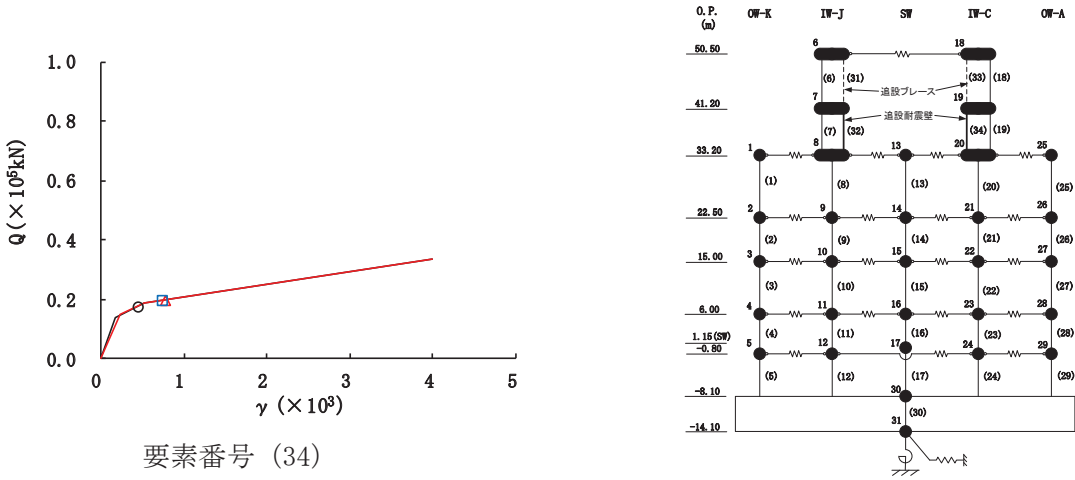 1.0
0.8
0.6
0.4
0.2
0.0
Q(×10⁵kN)
0 1 2 3 4 5
γ (×10³)
要素番号 (34)
O.P. OW-K IW-J SW IW-C OW-A
(m)
6 18
50.50
(6) (31) (33) (18)
追設ブレース
7 19
41.20
追設耐震壁
(7) (32) (34) (19)
1 8 13 20 25
33.20
(1) (8) (13) (20) (25)
2 9 14 21 26
22.50
(2) (9) (14) (21) (26)
3 10 15 22 27
15.00
(3) (10) (15) (22) (27)
4 11 16 23 28
6.00
(4) (11) (16) (23) (28)
1.15(SW)
5 12 17 24 29
-0.80
(5) (12) (17) (24) (29)
30
-8.10
(30)
31
-14.10